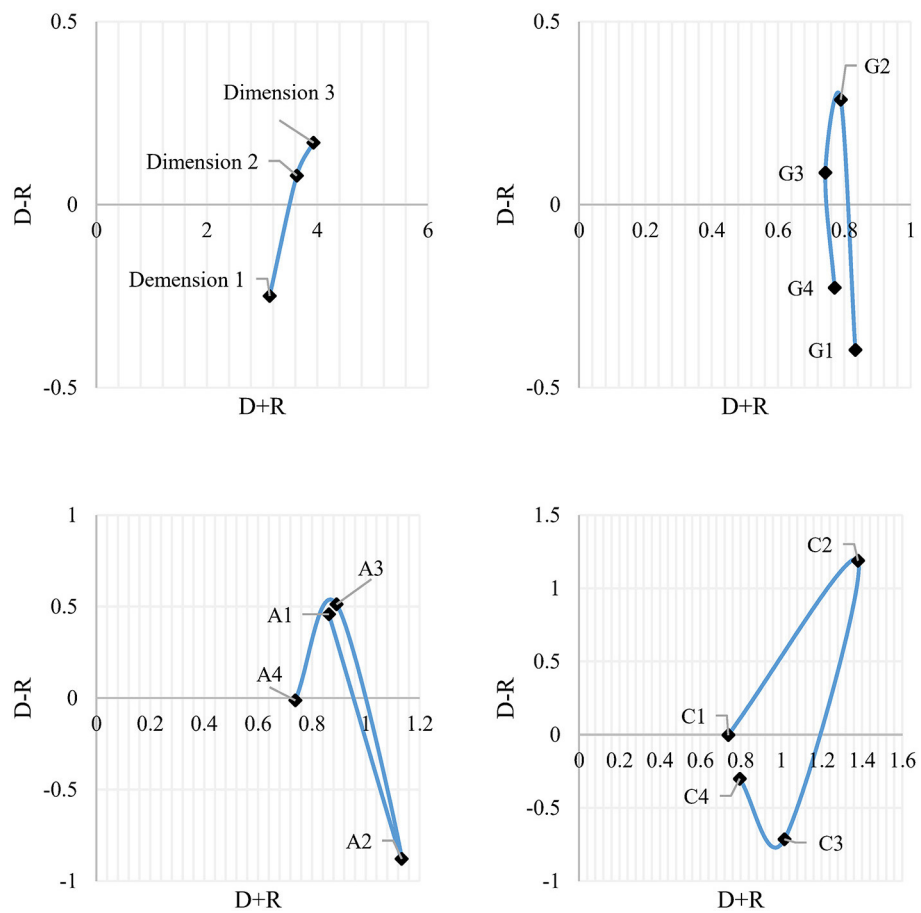 0.5
Dimension 3
Dimension 2
D-R
0
0
2
4
6
Demension 1
-0.5
D+R
0.5
G2
G3
D-R
0
0
0.2
0.4
0.6
0.8
1
G4
G1
-0.5
D+R
1
A3
0.5
A1
A4
D-R
0
0
0.2
0.4
0.6
0.8
1
1.2
-0.5
A2
-1
D+R
1.5
C2
1
0.5
D-R
C1
0
0
0.2
0.4
0.6
0.8
1
1.2
1.4
1.6
C4
-0.5
C3
-1
D+R